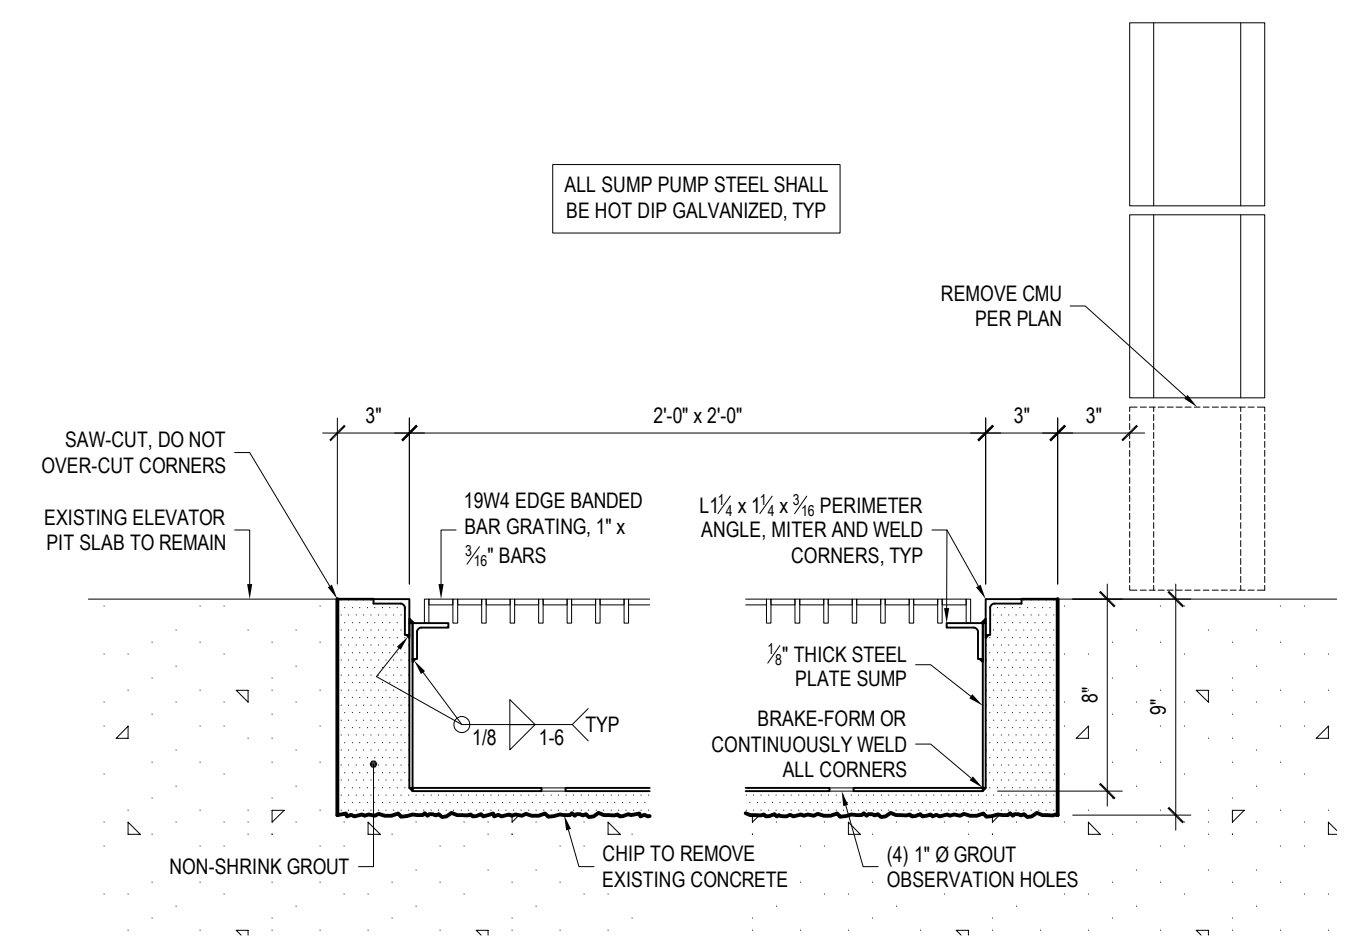 ALL SUMP PUMP STEEL SHALL
BE HOT DIP GALVANIZED, TYP
REMOVE CMU
PER PLAN
3"
2'-0" x 2'-0"
3"
3"
SAW-CUT, DO NOT
OVER-CUT CORNERS
EXISTING ELEVATOR
PIT SLAB TO REMAIN
19W4 EDGE BANDED
BAR GRATING, 1" x
3⁄16" BARS
L1 1⁄4 x 1 1⁄4 x 3⁄16 PERIMETER
ANGLE, MITER AND WELD
CORNERS, TYP
1⁄8" THICK STEEL
PLATE SUMP
8"
9"
1/8
1-6
TYP
BRAKE-FORM OR
CONTINUOUSLY WELD
ALL CORNERS
NON-SHRINK GROUT
CHIP TO REMOVE
EXISTING CONCRETE
(4) 1" Ø GROUT
OBSERVATION HOLES